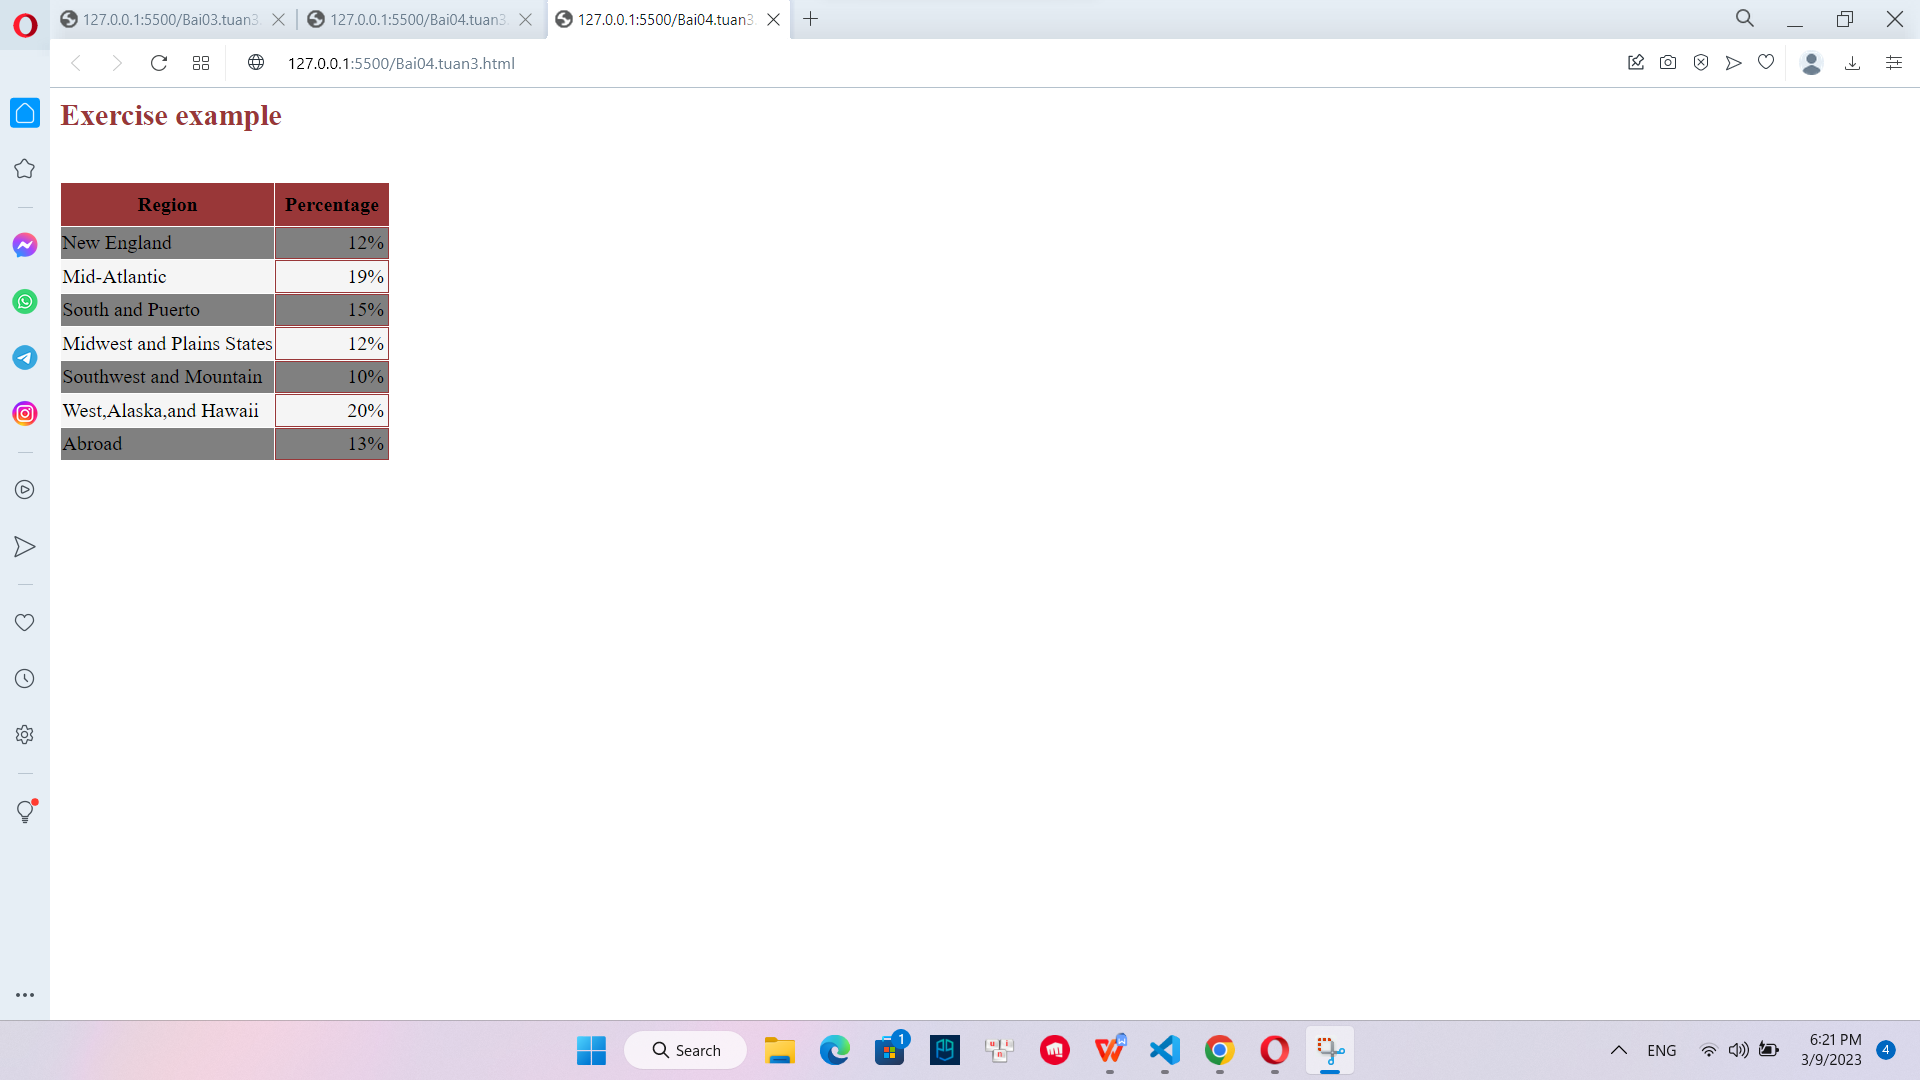 127.0.0.1:5500/Bai03.tuan3. 127.0.0.1:5500/Bai04.tuan3. 127.0.0.1:5500/Bai04.tuan3.
127.0.0.1:5500/Bai04.tuan3.html
Exercise example
Region Percentage
New England 12%
Mid-Atlantic 19%
South and Puerto 15%
Midwest and Plains States 12%
Southwest and Mountain 10%
West,Alaska,and Hawaii 20%
Abroad 13%
Search 1 ENG 6:21 PM 4
3/9/2023